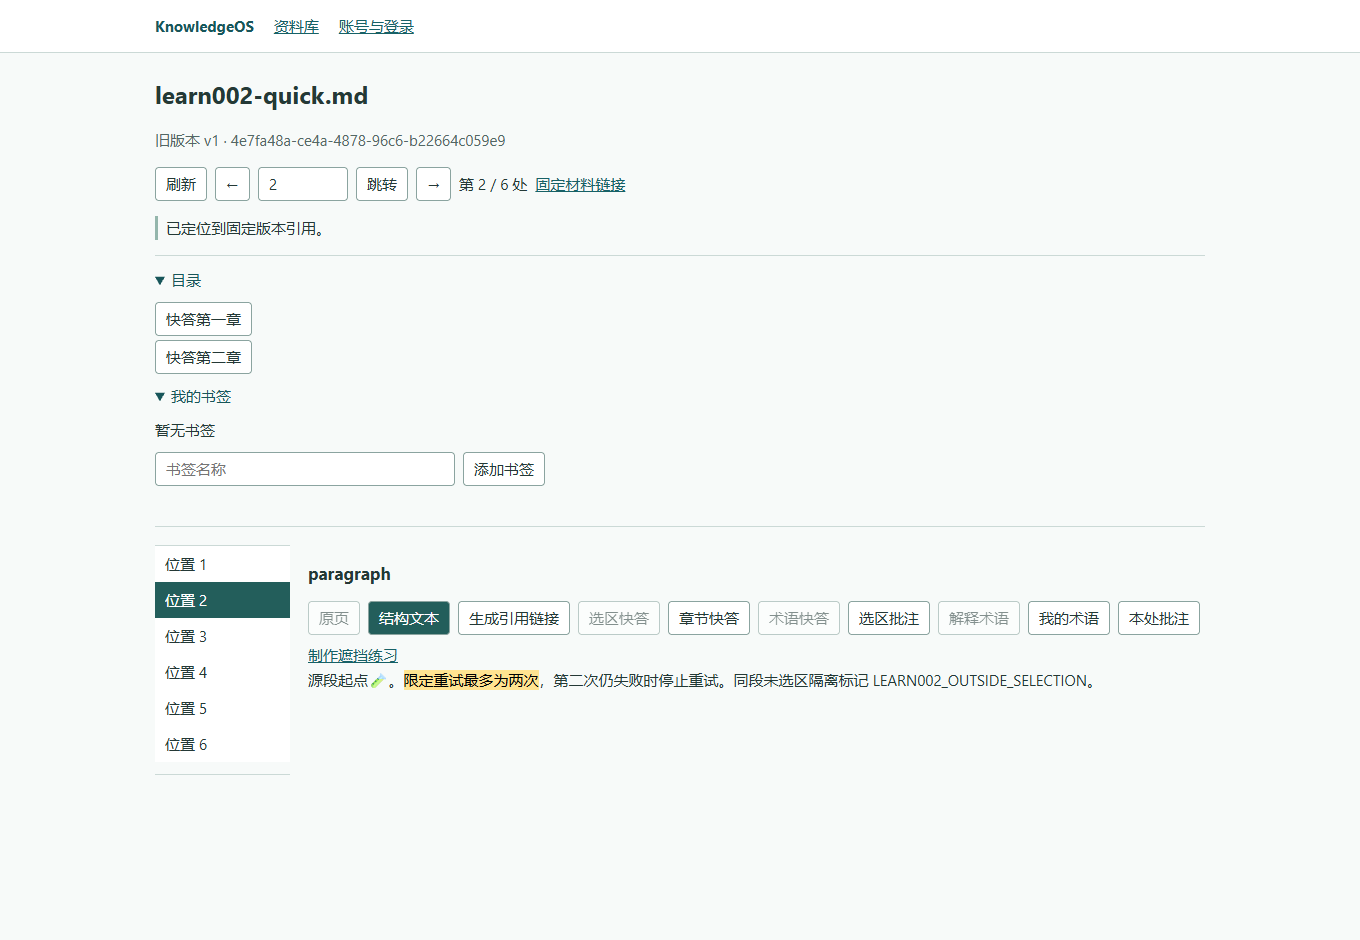 KnowledgeOS 资料库 账号与登录
learn002-quick.md
旧版本 v1 · 4e7fa48a-ce4a-4878-96c6-b22664c059e9
刷新 ← 2 跳转 → 第 2 / 6 处 固定材料链接
已定位到固定版本引用。
▼ 目录
快答第一章
快答第二章
▼ 我的书签
暂无书签
书签名称 添加书签
位置 1
位置 2
位置 3
位置 4
位置 5
位置 6
paragraph
原页 结构文本 生成引用链接 选区快答 章节快答 术语快答 选区批注 解释术语 我的术语 本处批注
制作遮挡练习
源段起点🧪。限定重试最多为两次，第二次仍失败时停止重试。同段未选区隔离标记 LEARN002_OUTSIDE_SELECTION。